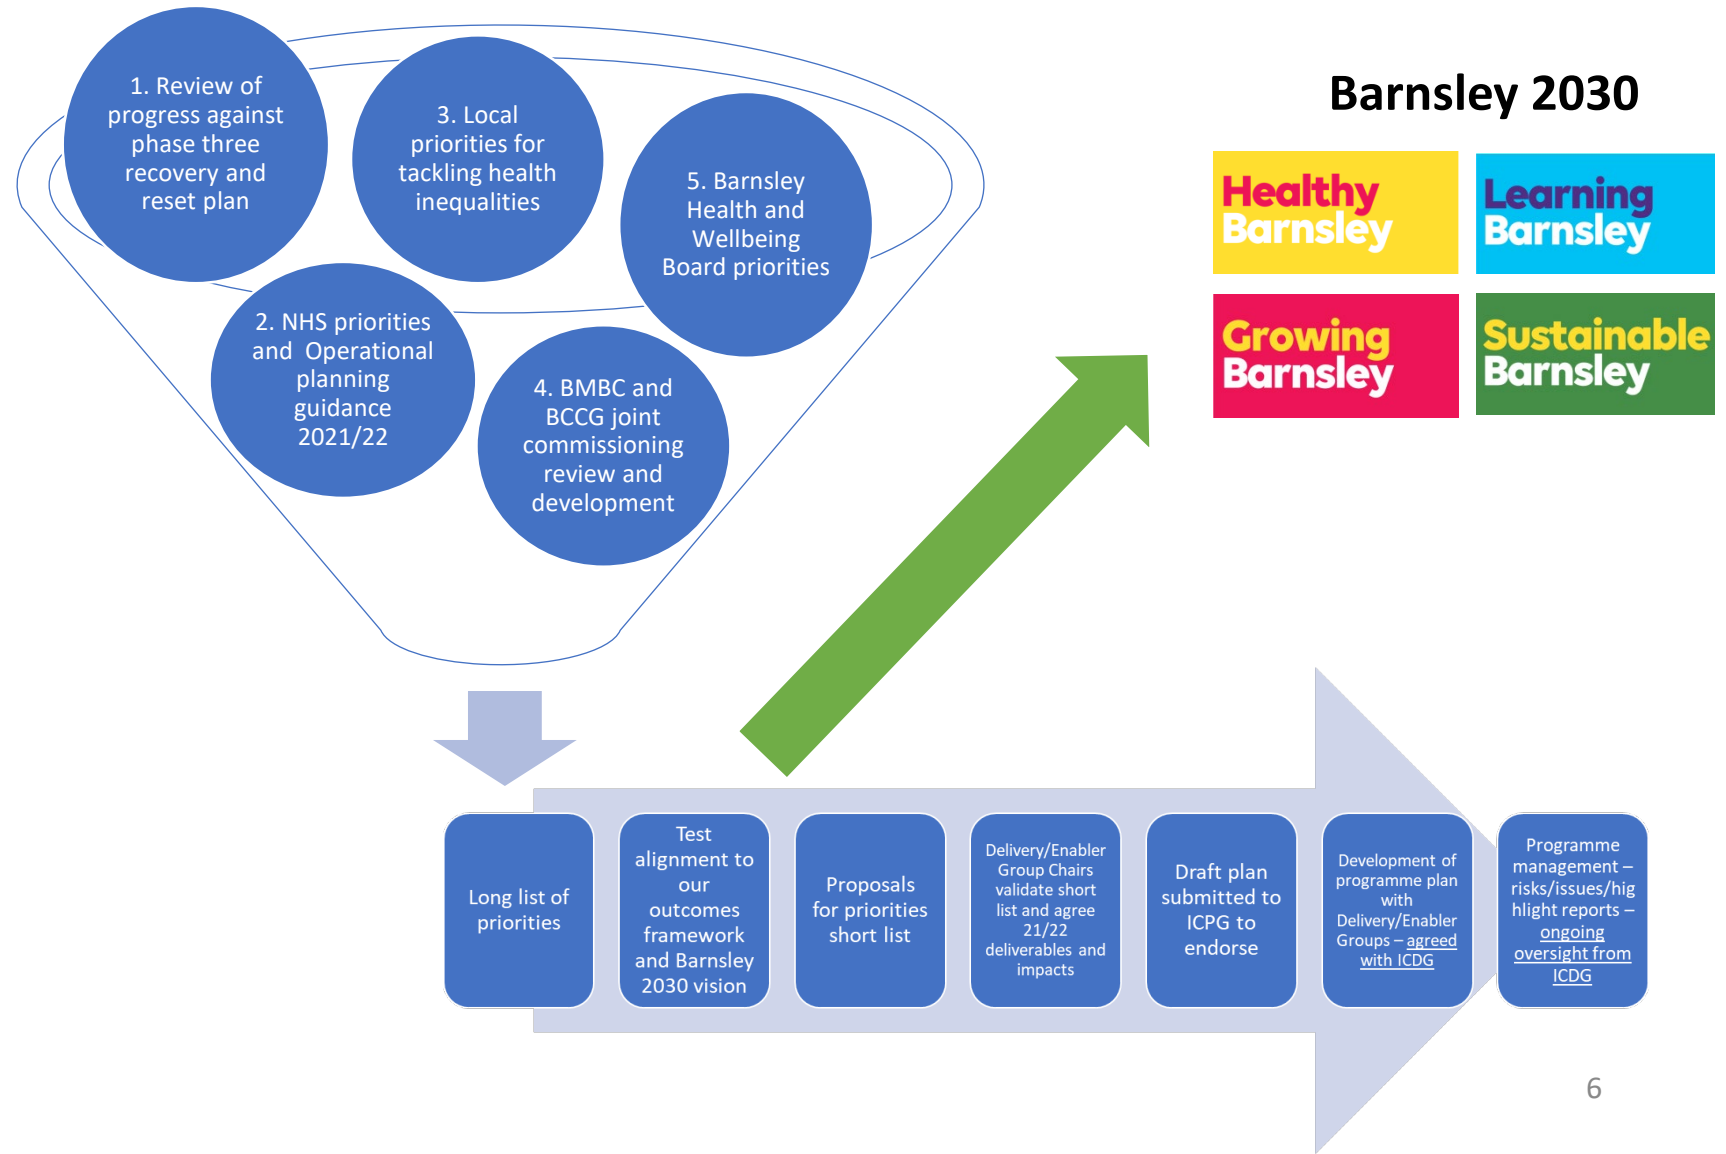 1. Review of
progress against
phase three
recovery and
reset plan
2. NHS priorities
and  Operational
planning
guidance
2021/22
3. Local
priorities for
tackling health
inequalities
4. BMBC and
BCCG joint
commissioning
review and
development
5. Barnsley
Health and
Wellbeing
Board priorities
Barnsley 2030
Healthy
Barnsley
Learning
Barnsley
Growing
Barnsley
Sustainable
Barnsley
Long list of
priorities
Test
alignment to
our
outcomes
framework
and Barnsley
2030 vision
Proposals
for priorities
short list
Delivery/Enabler
Group Chairs
validate short
list and agree
21/22
deliverables and
impacts
Draft plan
submitted to
ICPG to
endorse
Development of
programme plan
with
Delivery/Enabler
Groups – agreed
with ICDG
Programme
management –
risks/issues/hig
hlight reports –
ongoing
oversight from
ICDG
6